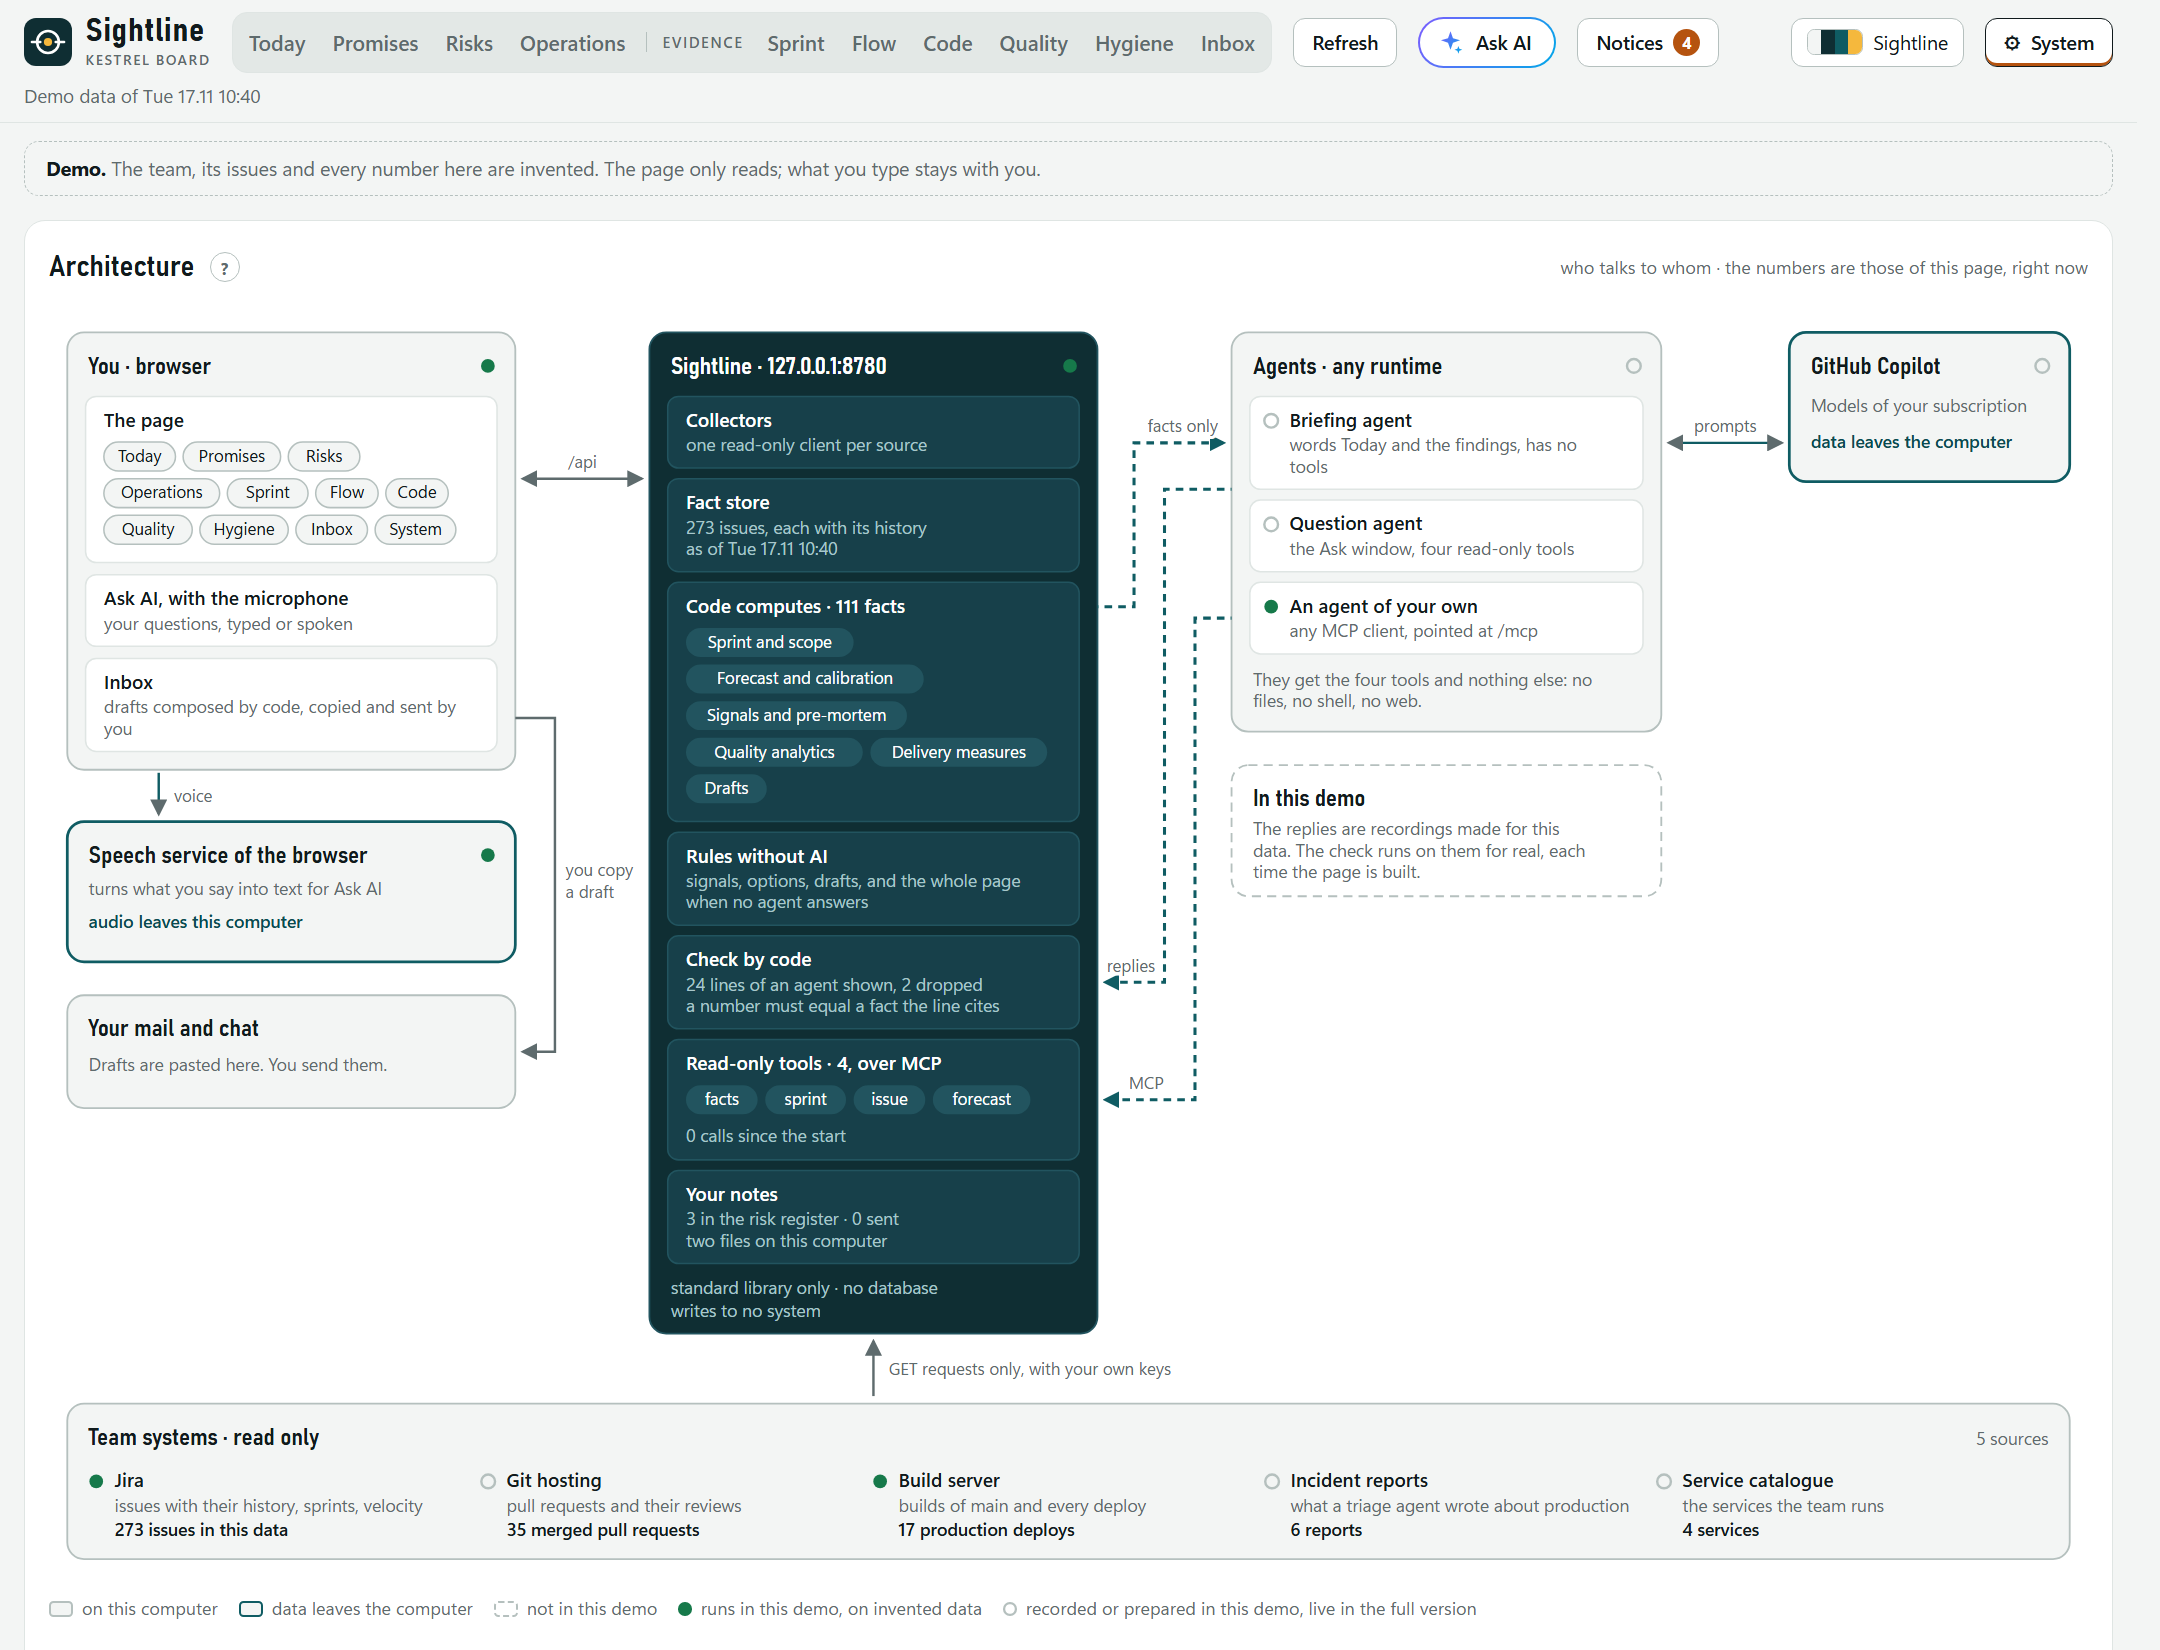 Sightline
KESTREL BOARD
Today Promises Risks Operations EVIDENCE Sprint Flow Code Quality Hygiene Inbox
Refresh
Ask AI
Notices 4
Sightline
⚙ System
Demo data of Tue 17.11 10:40
Demo. The team, its issues and every number here are invented. The page only reads; what you type stays with you.
Architecture ?
who talks to whom · the numbers are those of this page, right now
You · browser
The page
Today Promises Risks
Operations Sprint Flow Code
Quality Hygiene Inbox System
Ask AI, with the microphone
your questions, typed or spoken
Inbox
drafts composed by code, copied and sent by
you
voice
Speech service of the browser
turns what you say into text for Ask AI
audio leaves this computer
Your mail and chat
Drafts are pasted here. You send them.
/api
you copy
a draft
Sightline · 127.0.0.1:8780
Collectors
one read-only client per source
Fact store
273 issues, each with its history
as of Tue 17.11 10:40
Code computes · 111 facts
Sprint and scope
Forecast and calibration
Signals and pre-mortem
Quality analytics Delivery measures
Drafts
Rules without AI
signals, options, drafts, and the whole page
when no agent answers
Check by code
24 lines of an agent shown, 2 dropped
a number must equal a fact the line cites
Read-only tools · 4, over MCP
facts sprint issue forecast
0 calls since the start
Your notes
3 in the risk register · 0 sent
two files on this computer
standard library only · no database
writes to no system
facts only
replies
MCP
Agents · any runtime
Briefing agent
words Today and the findings, has no
tools
Question agent
the Ask window, four read-only tools
An agent of your own
any MCP client, pointed at /mcp
They get the four tools and nothing else: no
files, no shell, no web.
In this demo
The replies are recordings made for this
data. The check runs on them for real, each
time the page is built.
prompts
GitHub Copilot
Models of your subscription
data leaves the computer
GET requests only, with your own keys
Team systems · read only
5 sources
Jira
issues with their history, sprints, velocity
273 issues in this data
Git hosting
pull requests and their reviews
35 merged pull requests
Build server
builds of main and every deploy
17 production deploys
Incident reports
what a triage agent wrote about production
6 reports
Service catalogue
the services the team runs
4 services
on this computer data leaves the computer not in this demo runs in this demo, on invented data recorded or prepared in this demo, live in the full version